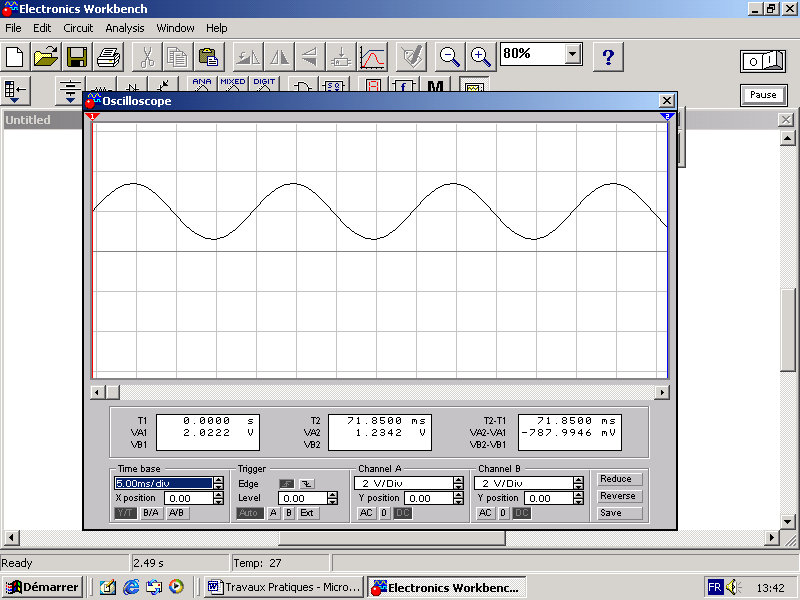 Electronics Workbench
File Edit Circuit Analysis Window Help
80%
?
O I
ANA MIXED DIGIT
f M
Pause
Untitled
Oscilloscope
1 2
T1 0.0000 s
VA1 2.0222 V
VB1
T2 71.8500 ms
VA2 1.2342 V
VB2
T2-T1 71.8500 ms
VA2-VA1 -787.9946 mV
VB2-VB1
Time base
5.00ms/div
X position 0.00
Y/T B/A A/B
Trigger
Edge
Level 0.00
Auto A B Ext
Channel A
2 V/Div
Y position 0.00
AC 0 DC
Channel B
2 V/Div
Y position 0.00
AC 0 DC
Reduce
Reverse
Save
Ready 2.49 s Temp: 27
Démarrer Travaux Pratiques - Micro... Electronics Workbenc... FR 13:42